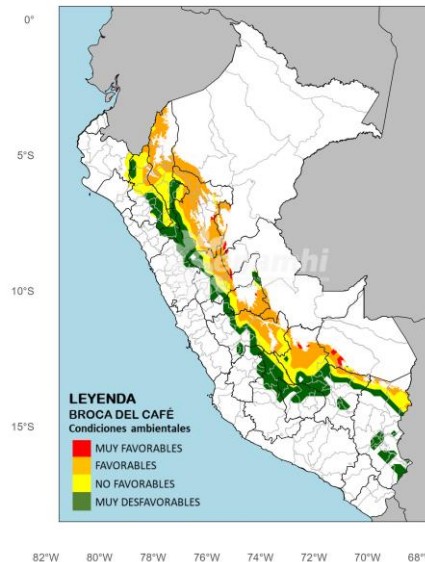 0°
5°S
10°S
15°S
senamhi
LEYENDA
BROCA DEL CAFÉ
Condiciones ambientales
MUY FAVORABLES
FAVORABLES
NO FAVORABLES
MUY DESFAVORABLES
82°W 80°W 78°W 76°W 74°W 72°W 70°W 68°W